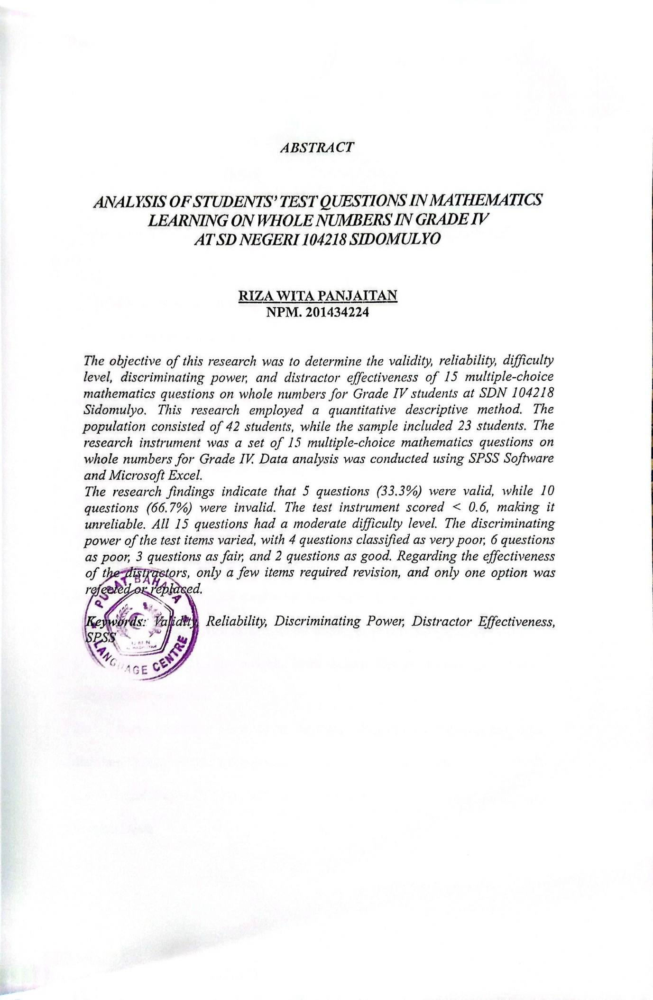 ABSTRACT
ANALYSIS OF STUDENTS' TEST QUESTIONS IN MATHEMATICS
LEARNING ON WHOLE NUMBERS IN GRADE IV
AT SD NEGERI 104218 SIDOMULYO
RIZA WITA PANJAITAN
NPM. 201434224
The objective of this research was to determine the validity, reliability, difficulty
level, discriminating power, and distractor effectiveness of 15 multiple-choice
mathematics questions on whole numbers for Grade IV students at SDN 104218
Sidomulyo. This research employed a quantitative descriptive method. The
population consisted of 42 students, while the sample included 23 students. The
research instrument was a set of 15 multiple-choice mathematics questions on
whole numbers for Grade IV. Data analysis was conducted using SPSS Software
and Microsoft Excel.
The research findings indicate that 5 questions (33.3%) were valid, while 10
questions (66.7%) were invalid. The test instrument scored < 0.6, making it
unreliable. All 15 questions had a moderate difficulty level. The discriminating
power of the test items varied, with 4 questions classified as very poor, 6 questions
as poor, 3 questions as fair, and 2 questions as good. Regarding the effectiveness
of the distractors, only a few items required revision, and only one option was
rejected or replaced.
Keywords: Validity, Reliability, Discriminating Power, Distractor Effectiveness,
SPSS
PUSAT BAHASA
UMN
LANGUAGE CENTRE